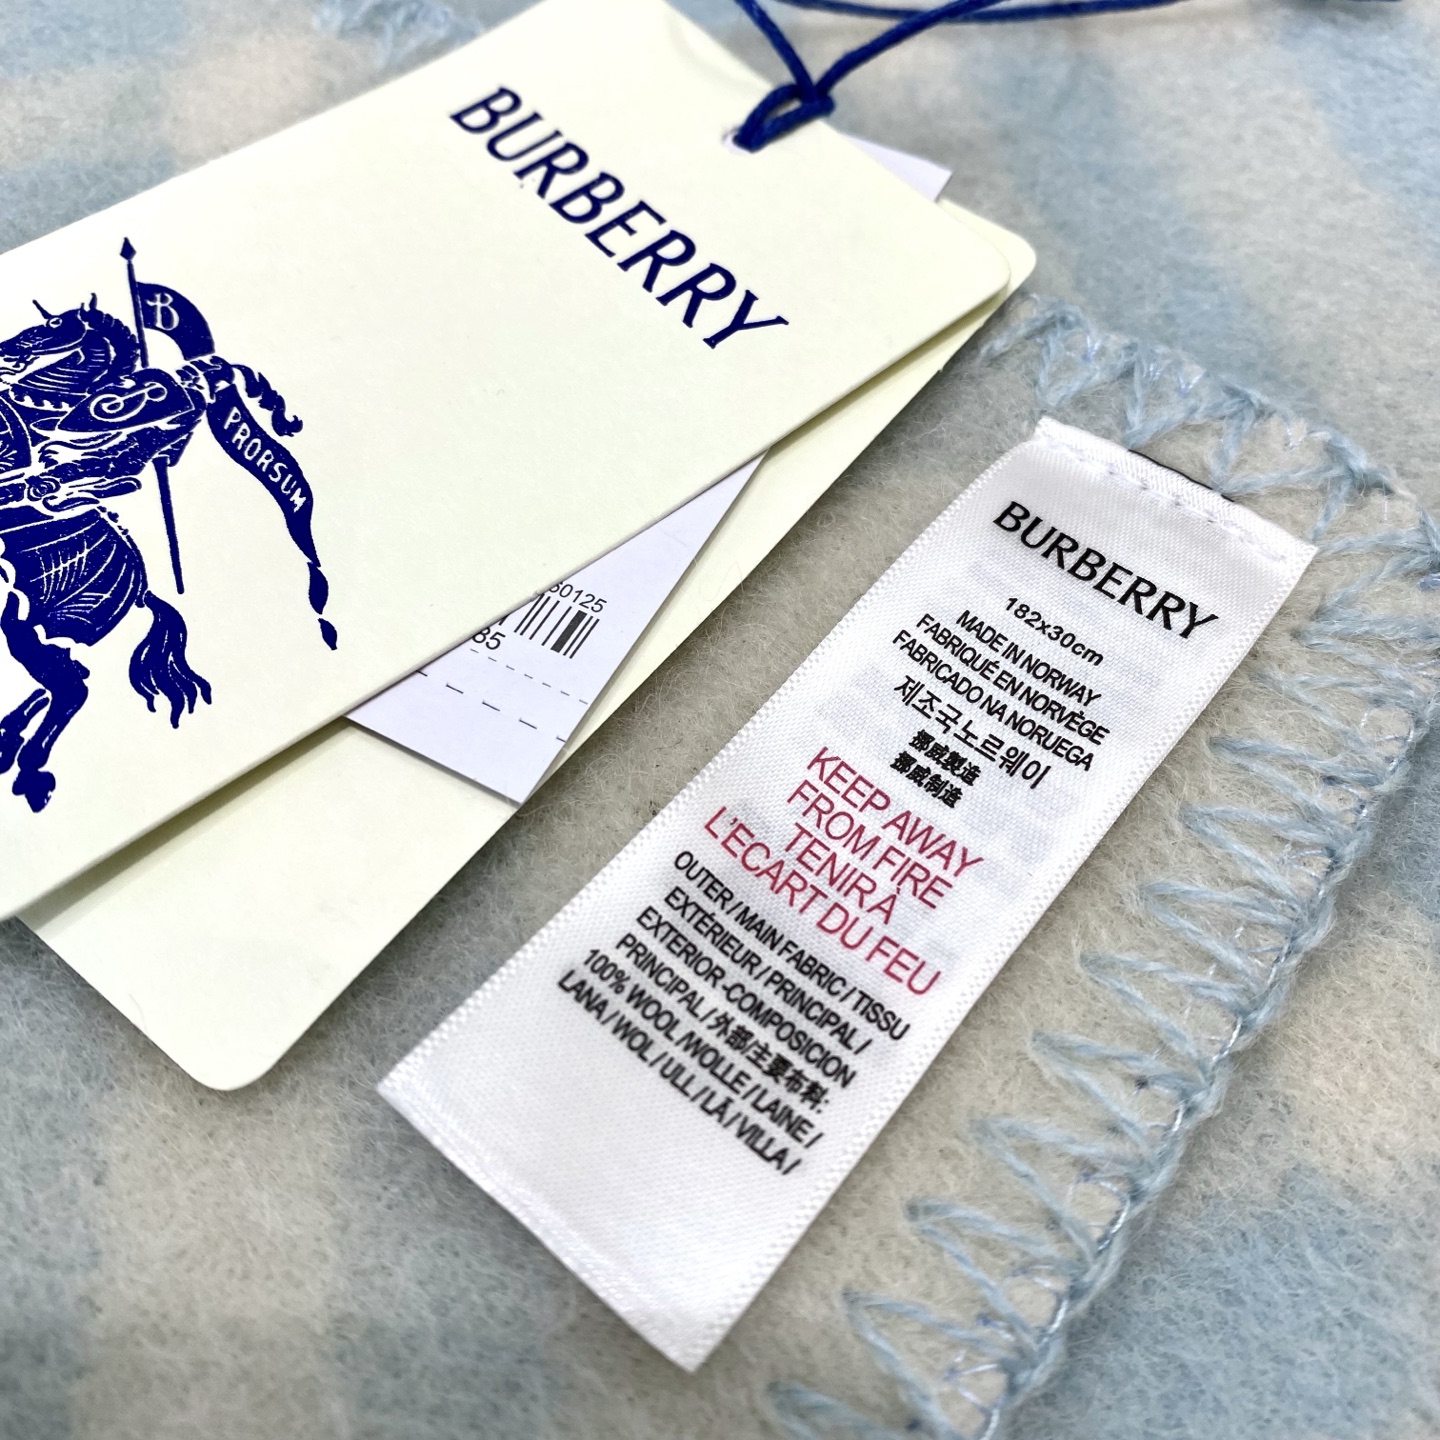 BURBERRY
B
PRORSUM
60125
85
BURBERRY
182x30cm
MADE IN NORWAY
FABRIQUÉ EN NORVÈGE
FABRICADO NA NORUEGA
제조국노르웨이
挪威製造
挪威制造
KEEP AWAY
FROM FIRE
TENIR À
L'ECART DU FEU
OUTER / MAIN FABRIC / TISSU
EXTÉRIEUR / PRINCIPAL /
EXTERIOR -COMPOSICION
PRINCIPAL / 外部/主要布料:
100% WOOL /WOLLE / LAINE /
LANA / WOL / ULL / LÃ / VILLA /